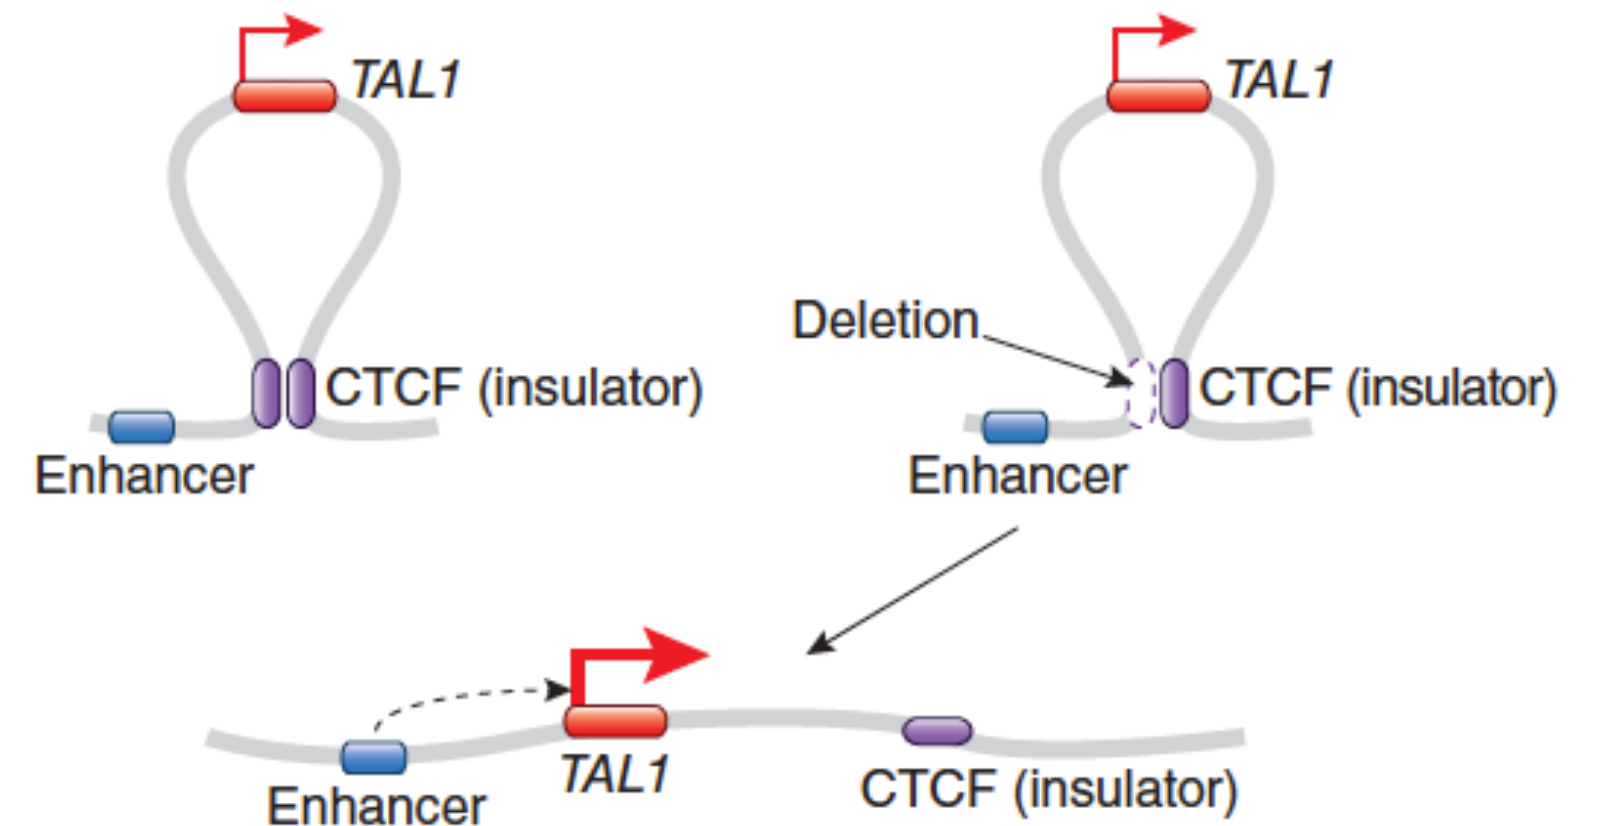 TAL1
TAL1
Deletion
CTCF (insulator)
CTCF (insulator)
Enhancer
Enhancer
TAL1
Enhancer
CTCF (insulator)